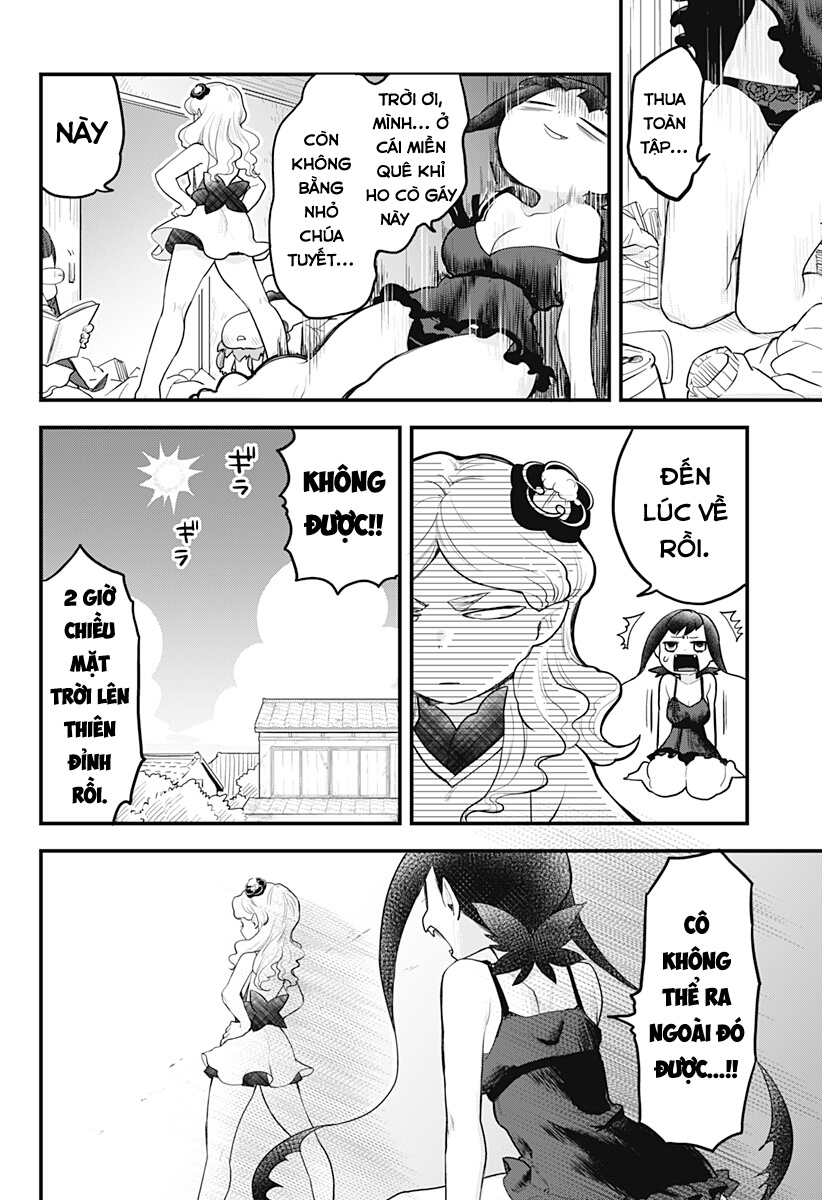 THUA
TOÀN
TẬP...
TRỜI ƠI,
MÌNH... Ở
CÁI MIỀN
QUÊ KHỈ
HO CÒ GÁY
NÀY
CÒN
KHÔNG
BẰNG
NHỎ
CHÚA
TUYẾT...
NÀY
ĐẾN
LÚC VỀ
RỒI.
KHÔNG
ĐƯỢC!!
ギラ
ギラ
2 GIỜ
CHIỀU
MẶT
TRỜI LÊN
THIÊN
ĐỈNH
RỒI.
CÔ
KHÔNG
THỂ RA
NGOÀI ĐÓ
ĐƯỢC...!!